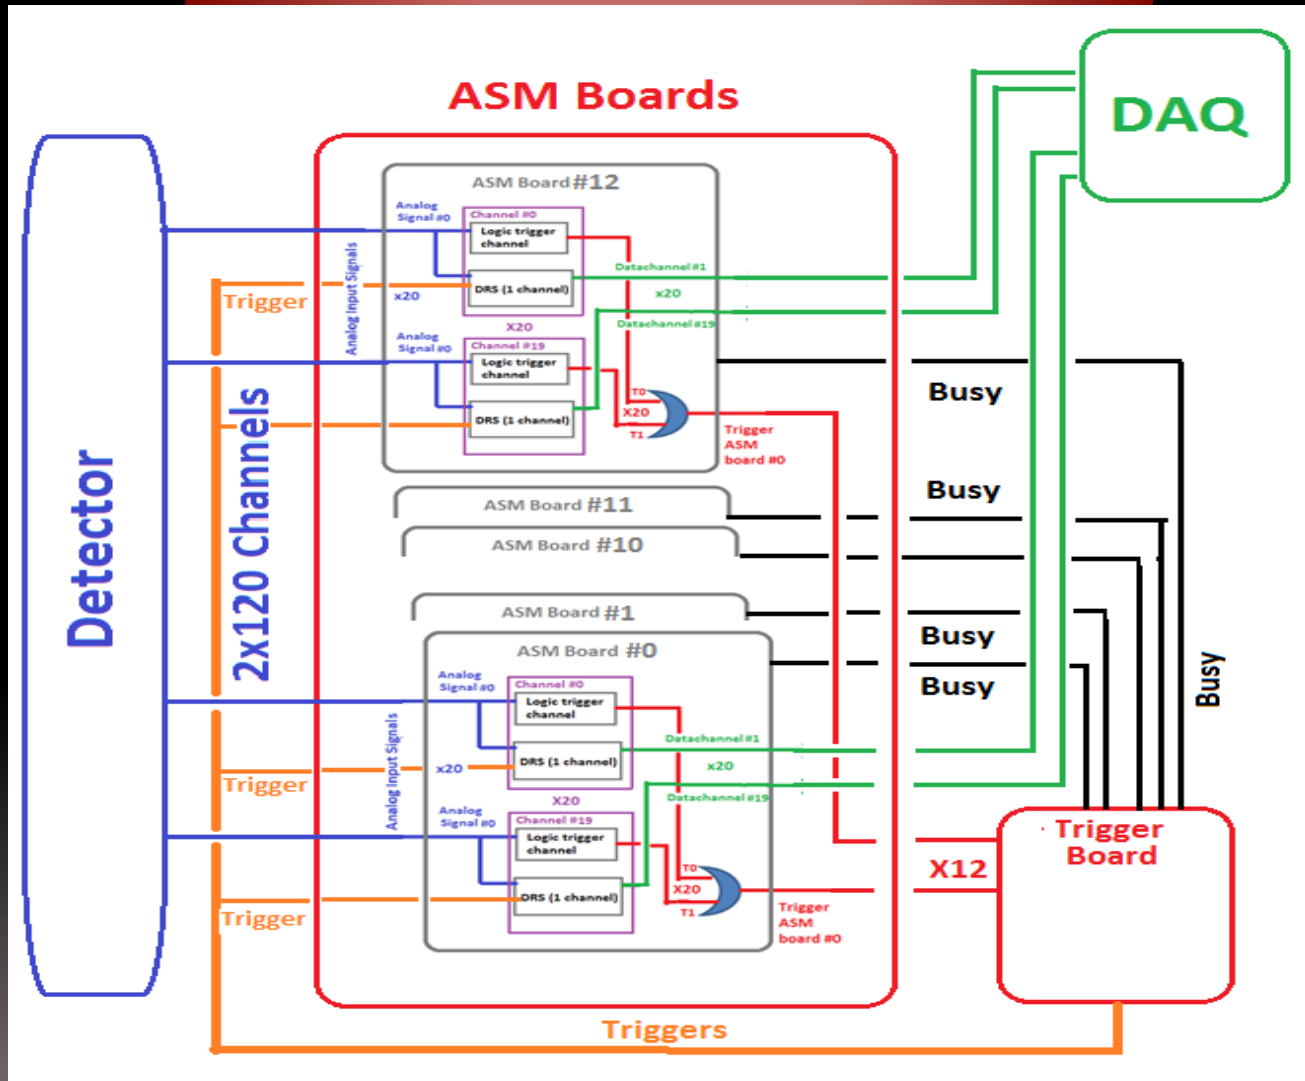 ASM Boards
DAQ
Detector
2x120 Channels
Trigger
Trigger
Trigger
Triggers
ASM Board #12
Analog
Signal #0
Analog Input Signals
x20
Channel #0
Logic trigger
channel
DRS (1 channel)
X20
Analog
Signal #0
Channel #19
Logic trigger
channel
DRS (1 channel)
Datachannel #1
x20
Datachannel #19
T0
X20
T1
Trigger
ASM
board #0
Busy
ASM Board #11
Busy
ASM Board #10
ASM Board #1
Busy
ASM Board #0
Busy
Busy
Analog
Signal #0
Analog Input Signals
x20
Channel #0
Logic trigger
channel
DRS (1 channel)
X20
Analog
Signal #0
Channel #19
Logic trigger
channel
DRS (1 channel)
Datachannel #1
x20
Datachannel #19
T0
X20
T1
Trigger
ASM
board #0
X12
Trigger
Board